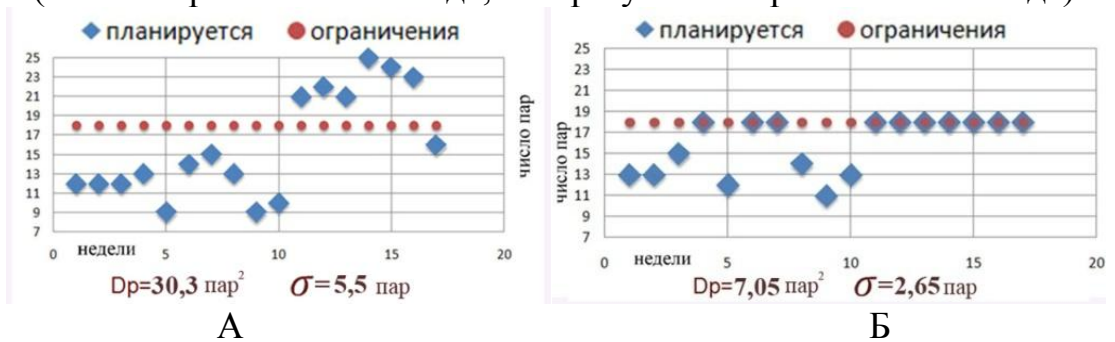 планируется ограничения
25
23
21
19
17
15
13
11
9
7
0 недели 5 10 15 20
Dp=30,3 пар² σ=5,5 пар
А
число пар
планируется ограничения
25
23
21
19
17
15
13
11
9
7
число пар
0 недели 5 10 15 20
Dp=7,05 пар² σ=2,65 пар
Б